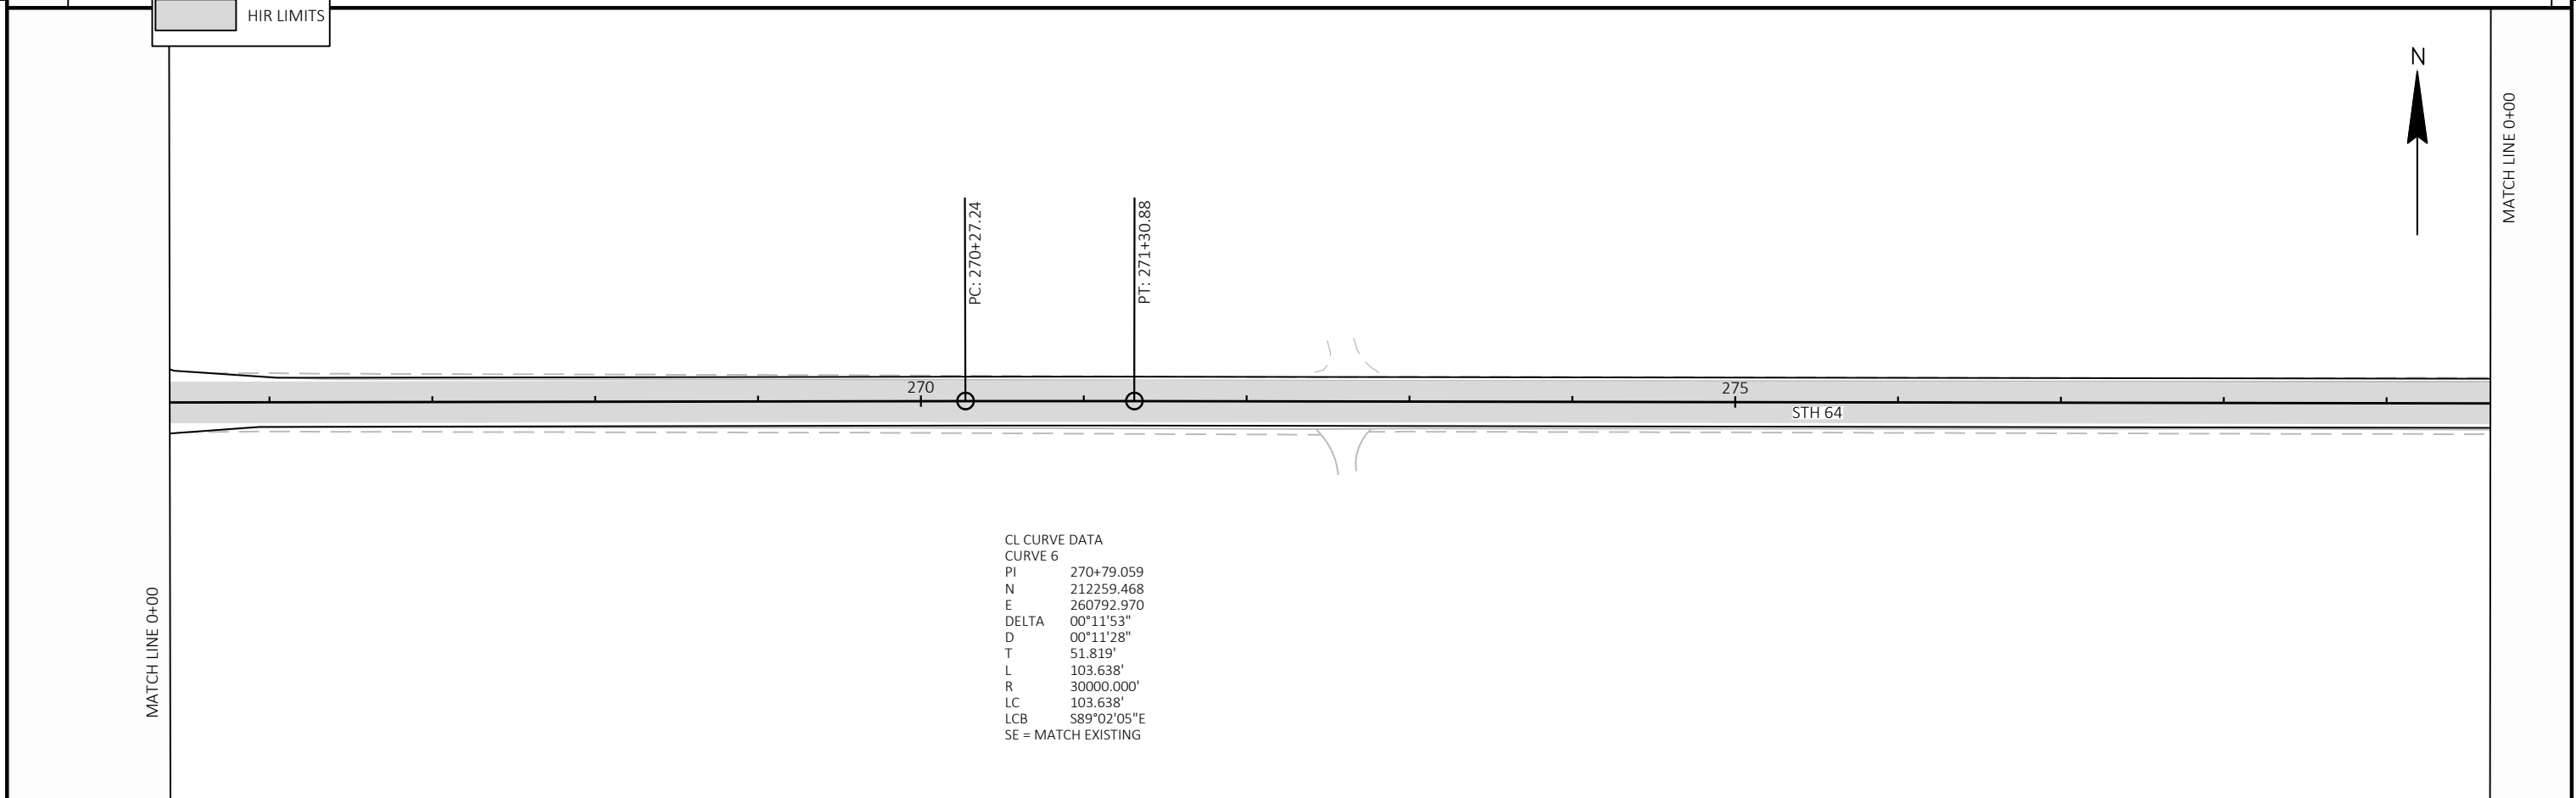 HIR LIMITS
N
MATCH LINE 0+00
PC: 270+27.24
PT: 271+30.88
270
275
STH 64
MATCH LINE 0+00
CL CURVE DATA
CURVE 6
PI 270+79.059
N 212259.468
E 260792.970
DELTA 00°11'53"
D 00°11'28"
T 51.819'
L 103.638'
R 30000.000'
LC 103.638'
LCB S89°02'05"E
SE = MATCH EXISTING